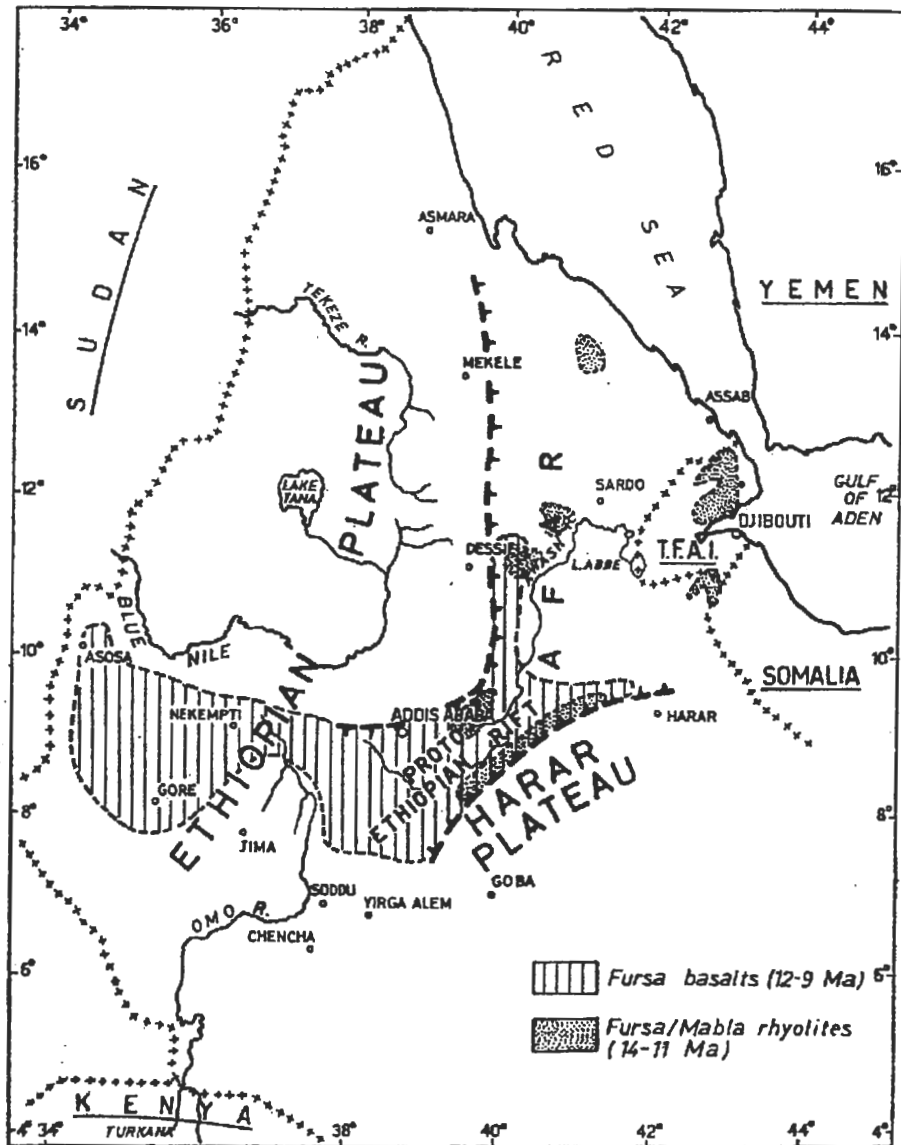 34° 36° 38° 40° 42° 44°
RED SEA
16° 16°
SUDAN
ASMARA
TEKEZE R.
YEMEN
14° 14°
MEKELE
PLATEAU
ASSAB
AFAR
SARDO
LAKE TANA
GULF OF ADEN
12° 12°
DJIBOUTI
DESSIE
AWASH
L.ABBE
T.F.A.I.
BLUE NILE
10° 10°
ASOSA
SOMALIA
ETHIOPIAN
NEKEMPTI
ADDIS ABABA
HARAR
PROTO
ETHIOPIAN RIFT
HARAR PLATEAU
GORE
8° 8°
JIMA
SODDU
YIRGA ALEM
GOBA
OMO R.
CHENCHA
6° 6°
Fursa basalts (12-9 Ma)
Fursa/Mabla rhyolites
(14-11 Ma)
KENYA
TURKANA
4° 34° 38° 40° 42° 44°